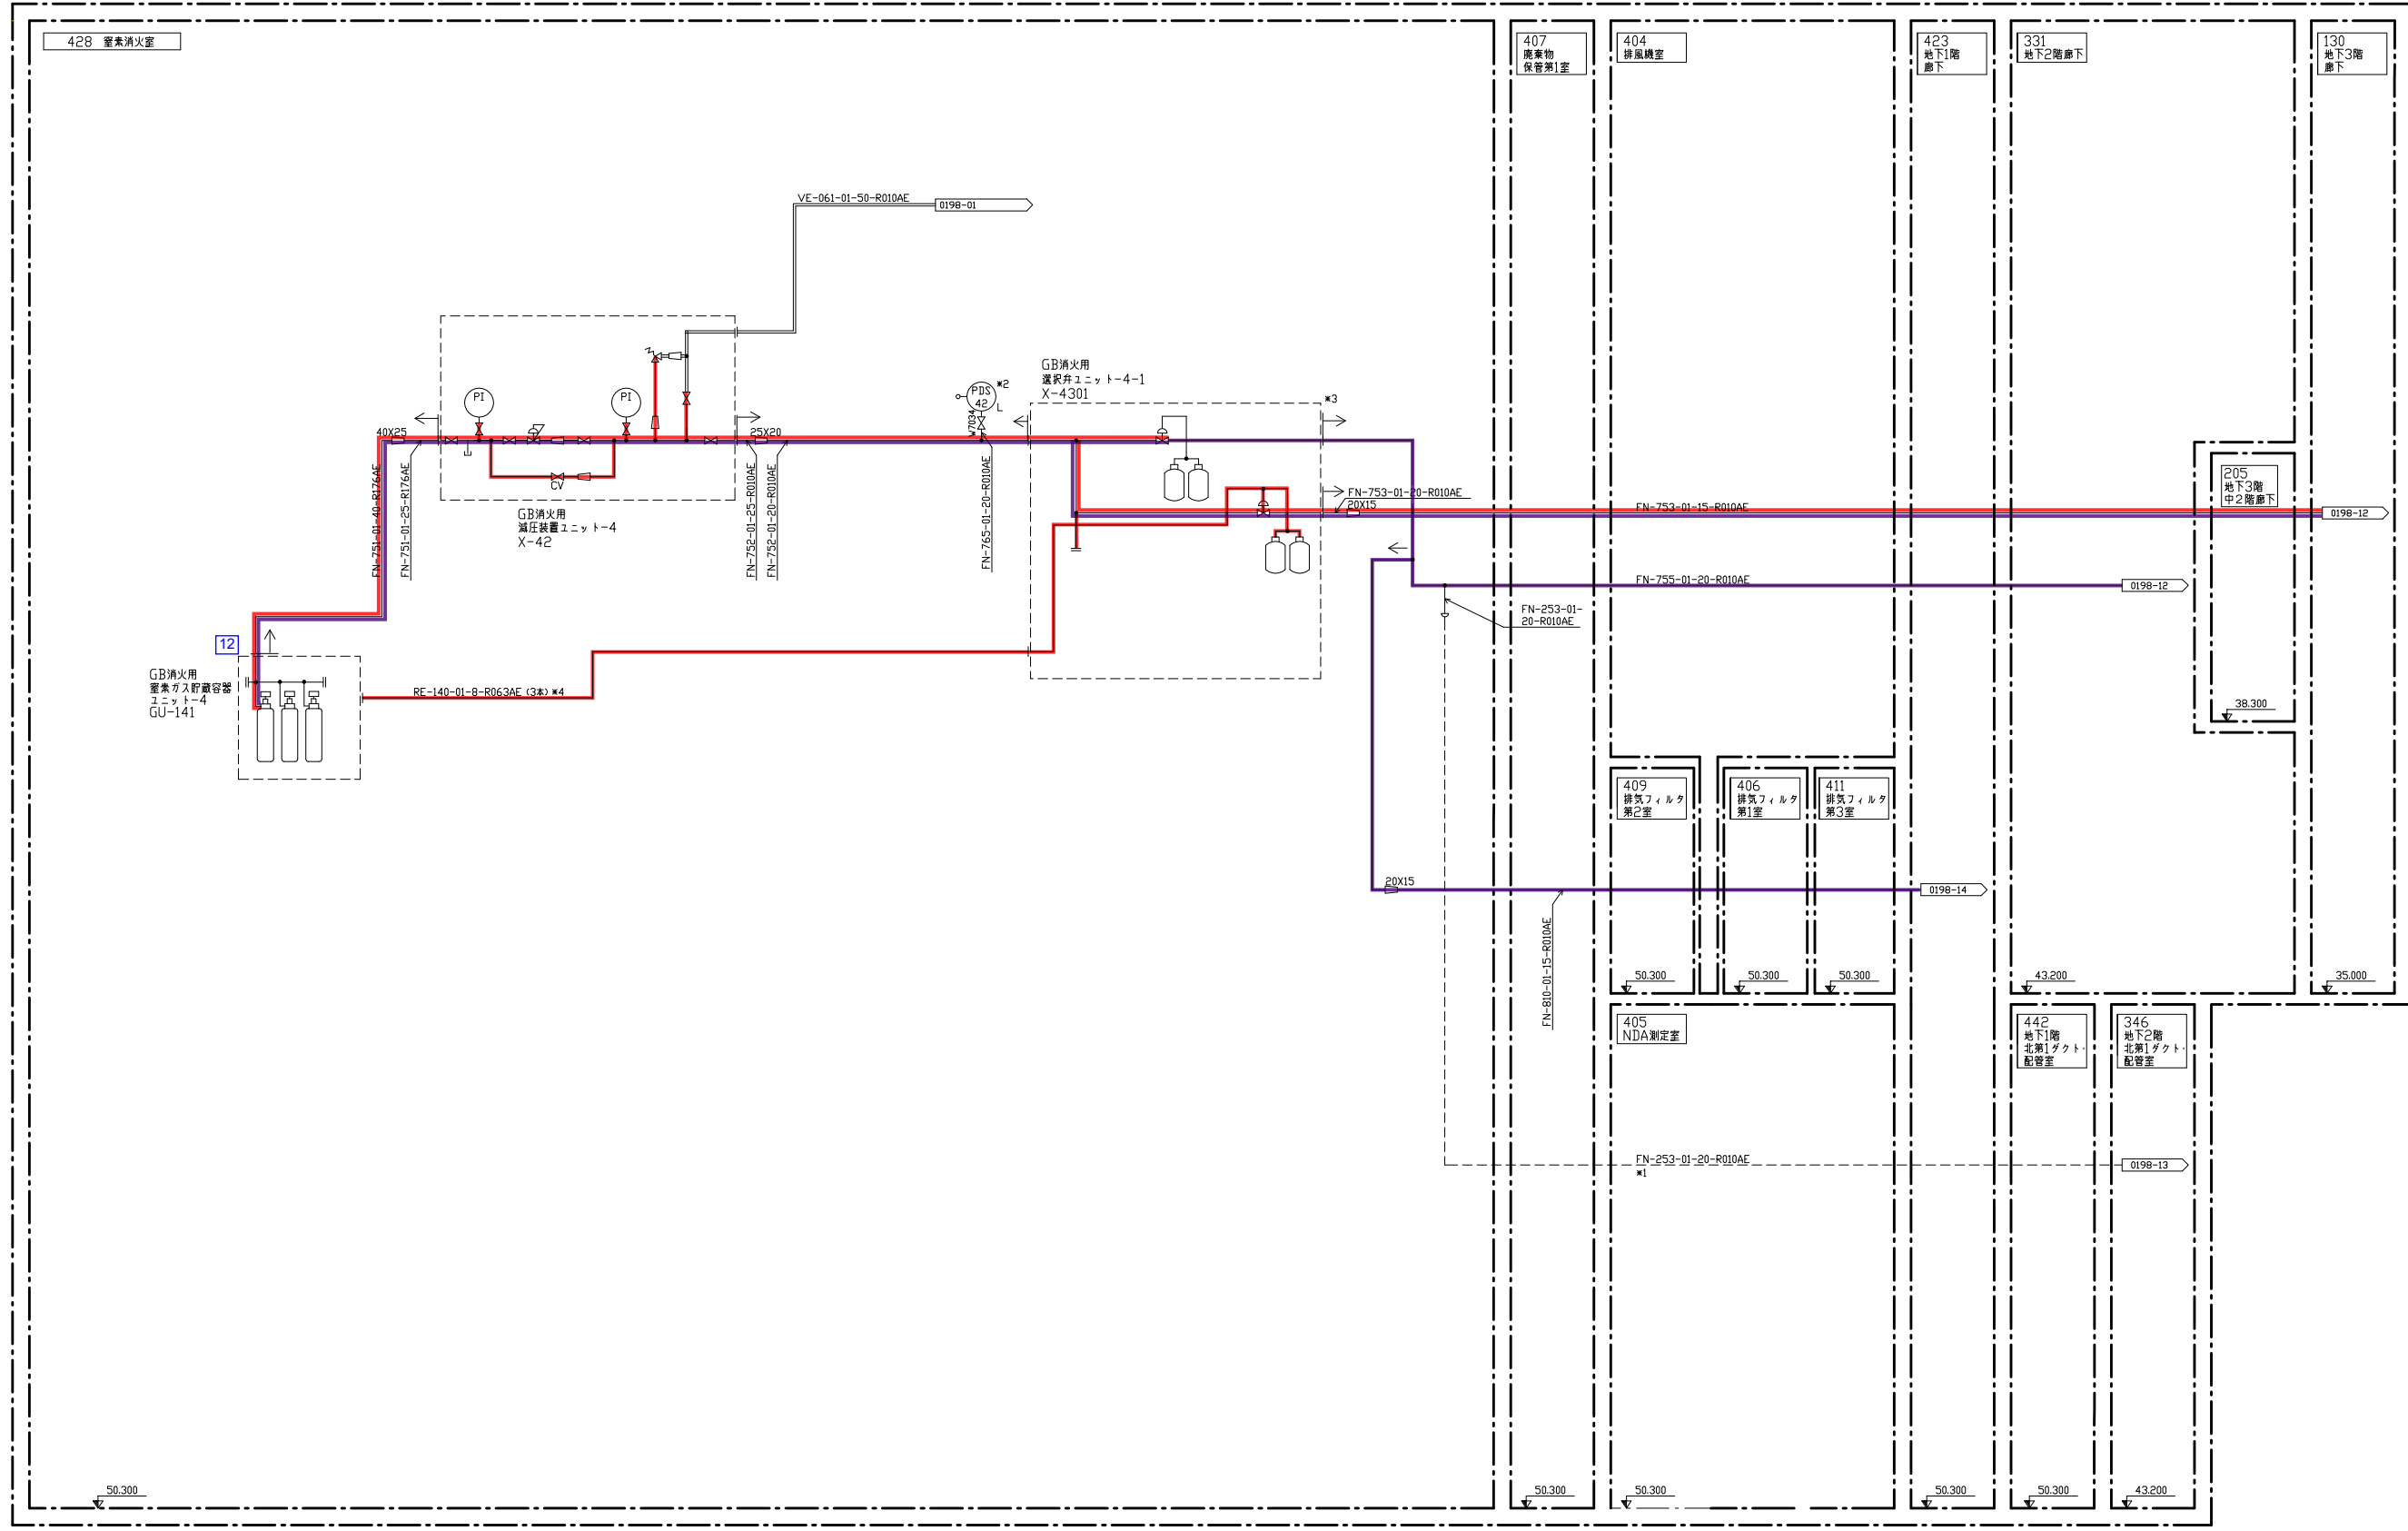 428 窒素消火室
407
廃棄物
保管第1室
404
排風機室
423
地下1階
廊下
331
地下2階廊下
130
地下3階
廊下
VE-061-01-50-R010AE
0198-01
GB消火用
選択弁ユニット-4-1
X-4301
PDS
42
*2
L
W7034
*3
PI
PI
40X25
25X20
CV
GB消火用
減圧装置ユニット-4
X-42
FN-751-01-40-R176AE
FN-751-01-25-R176AE
FN-752-01-25-R010AE
FN-752-01-20-R010AE
FN-765-01-20-R010AE
FN-753-01-20-R010AE
20X15
FN-753-01-15-R010AE
0198-12
205
地下3階
中2階廊下
FN-755-01-20-R010AE
0198-12
FN-253-01-
20-R010AE
12
GB消火用
窒素ガス貯蔵容器
ユニット-4
GU-141
RE-140-01-8-R063AE (3本) *4
38.300
409
排気フィルタ
第2室
406
排気フィルタ
第1室
411
排気フィルタ
第3室
20X15
0198-14
FN-810-01-15-R010AE
50.300
50.300
50.300
43.200
35.000
405
NDA測定室
442
地下1階
北第1ダクト・
配管室
346
地下2階
北第1ダクト・
配管室
FN-253-01-20-R010AE
*1
0198-13
50.300
50.300
50.300
50.300
50.300
43.200